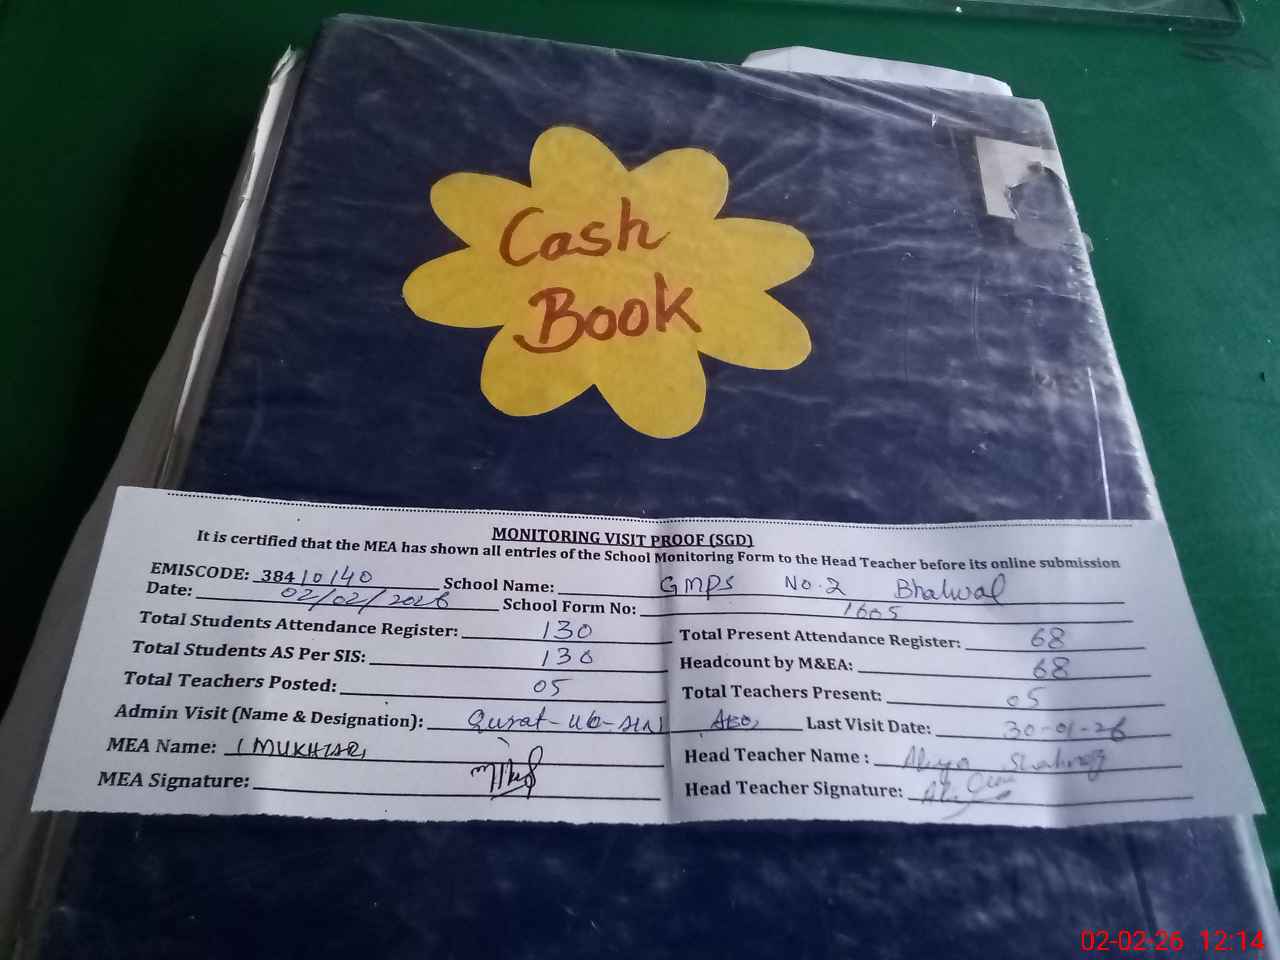 Cash
Book
MONITORING VISIT PROOF (SGD)
It is certified that the MEA has shown all entries of the School Monitoring Form to the Head Teacher before its online submission
EMISCODE: 38410140 School Name: GMPS No.2 Bhalwal
Date: 02/02/2026 School Form No: 1605
Total Students Attendance Register: 130 Total Present Attendance Register: 68
Total Students AS Per SIS: 130 Headcount by M&EA: 68
Total Teachers Posted: 05 Total Teachers Present: 05
Admin Visit (Name & Designation): Qurat-ul- Last Visit Date: 30-01-26
MEA Name: MUKHTAR Head Teacher Name : Shahnaz
MEA Signature: Head Teacher Signature:
02-02-26 12:14